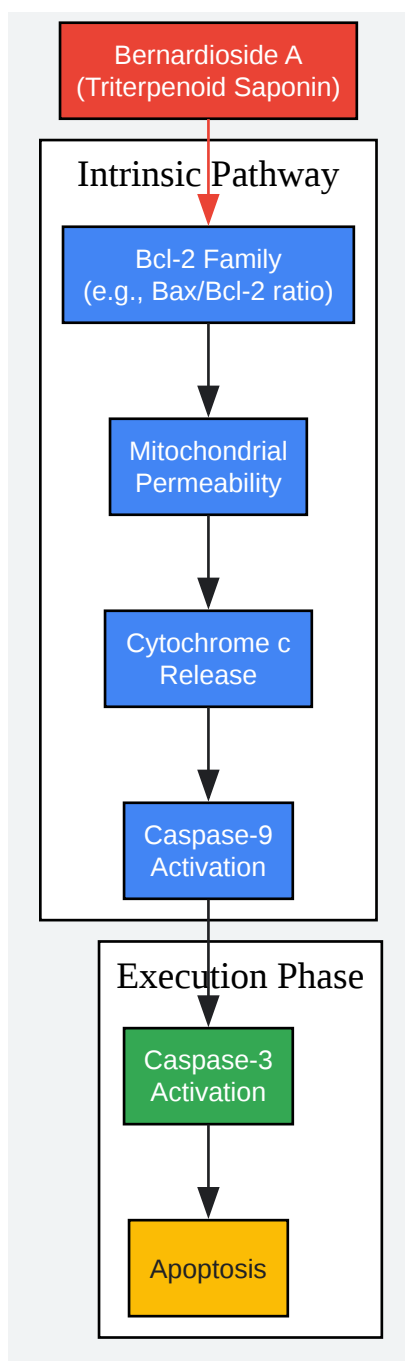 Bernardioside A
(Triterpenoid Saponin)
Intrinsic Pathway
Bcl-2 Family
(e.g., Bax/Bcl-2 ratio)
Mitochondrial
Permeability
Cytochrome c
Release
Caspase-9
Activation
Execution Phase
Caspase-3
Activation
Apoptosis